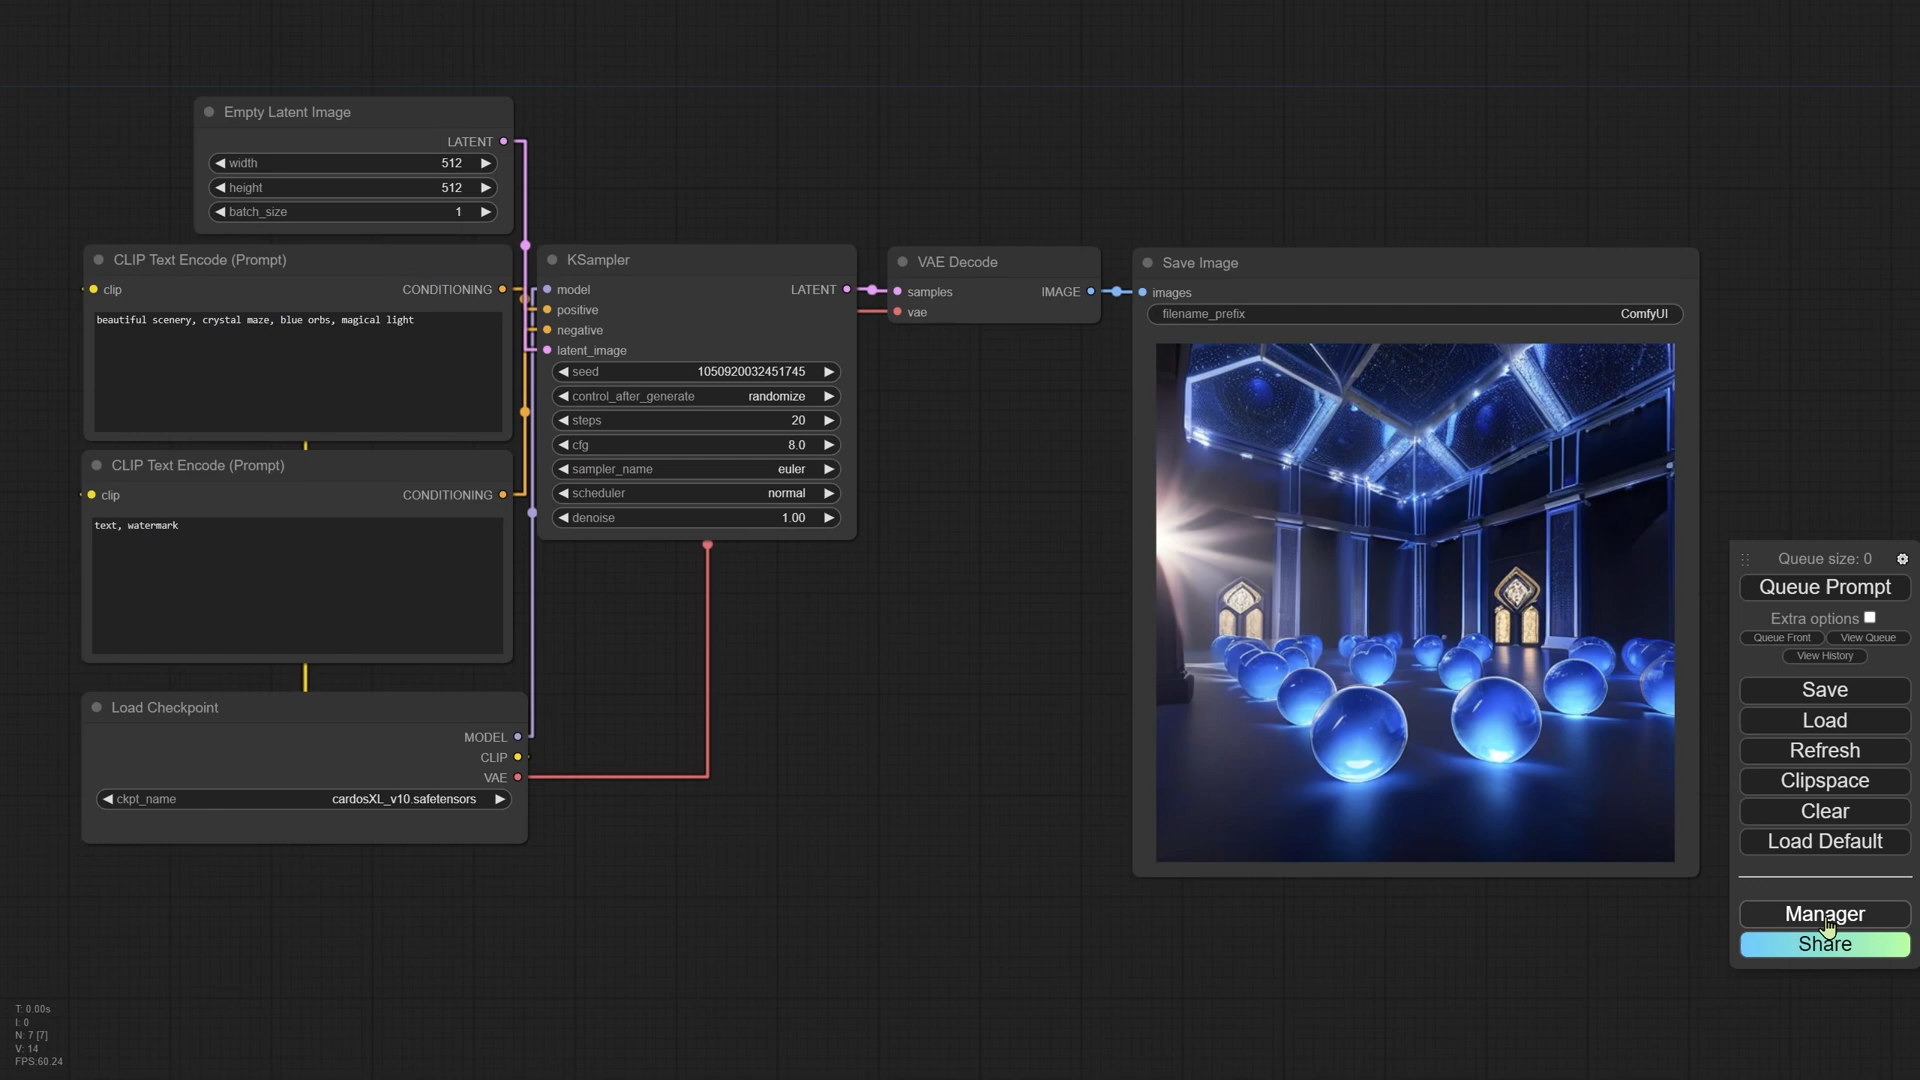 Empty Latent Image
LATENT
width 512
height 512
batch_size 1
CLIP Text Encode (Prompt)
clip CONDITIONING
beautiful scenery, crystal maze, blue orbs, magical light
CLIP Text Encode (Prompt)
clip CONDITIONING
text, watermark
Load Checkpoint
MODEL
CLIP
VAE
ckpt_name cardosXL_v10.safetensors
KSampler
model LATENT
positive
negative
latent_image
seed 1050920032451745
control_after_generate randomize
steps 20
cfg 8.0
sampler_name euler
scheduler normal
denoise 1.00
VAE Decode
samples IMAGE
vae
Save Image
images
filename_prefix ComfyUI
Queue size: 0
Queue Prompt
Extra options
Queue Front View Queue
View History
Save
Load
Refresh
Clipspace
Clear
Load Default
Manager
Share
T: 0.00s
I: 0
N: 7 [7]
V: 14
FPS:60.24